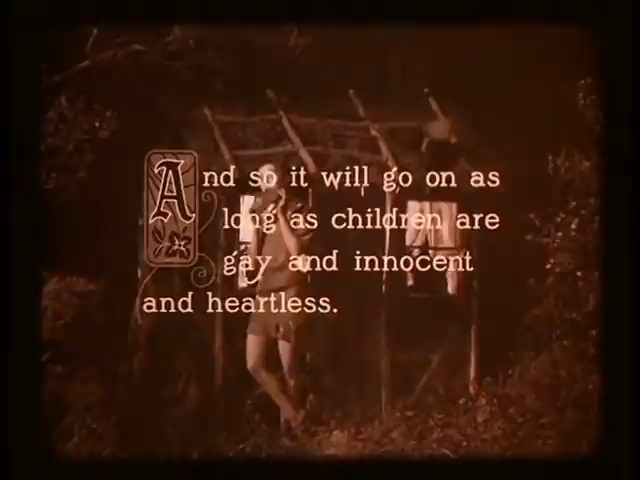 And so it will go on as
long as children are
gay and innocent
and heartless.